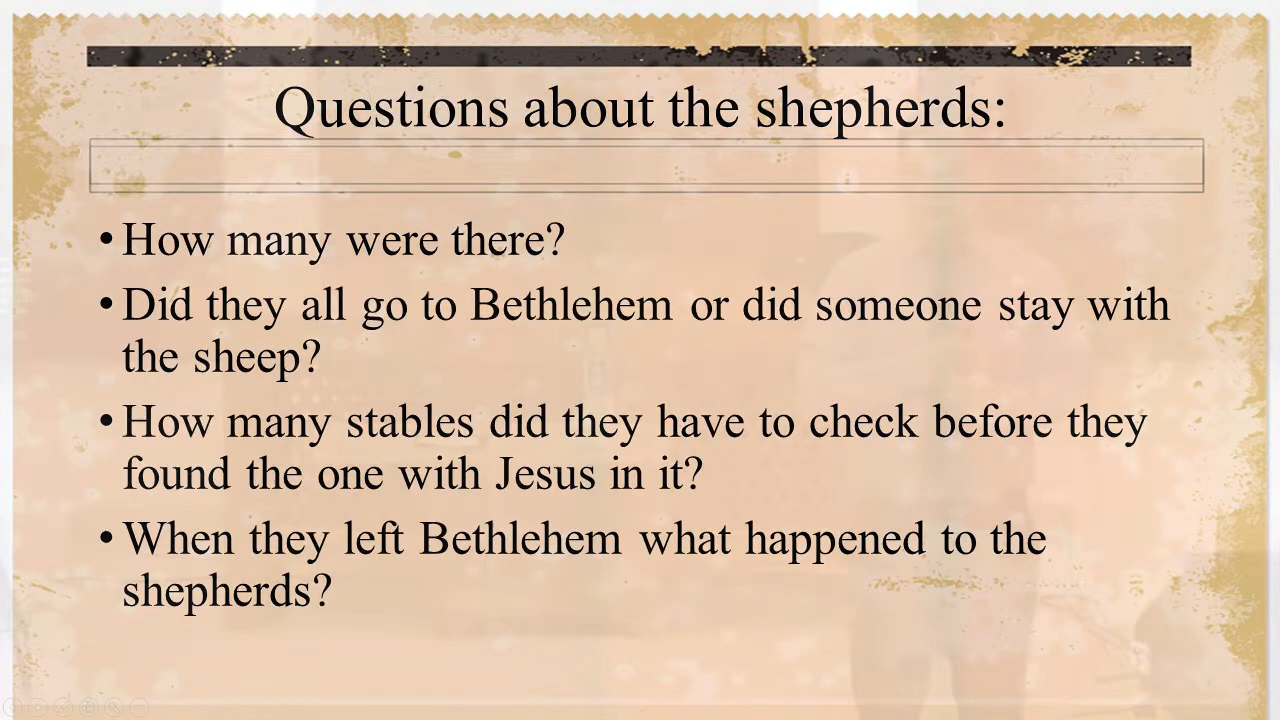 Questions about the shepherds:
• How many were there?
• Did they all go to Bethlehem or did someone stay with
the sheep?
• How many stables did they have to check before they
found the one with Jesus in it?
• When they left Bethlehem what happened to the
shepherds?